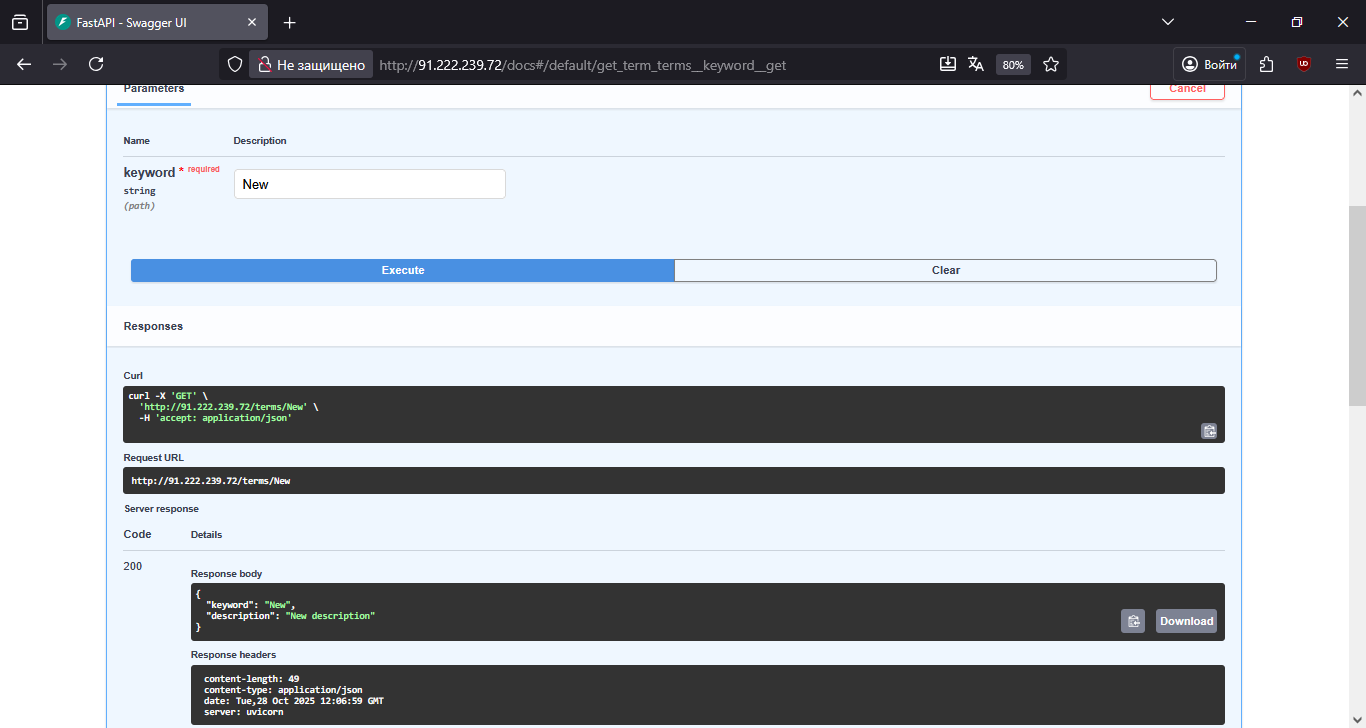 FastAPI - Swagger UI
Не защищено
http://91.222.239.72/docs#/default/get_term_terms__keyword__get
80%
Войти
Parameters
Cancel
Name
Description
keyword * required
string
(path)
New
Execute
Clear
Responses
Curl
curl -X 'GET' \
'http://91.222.239.72/terms/New' \
-H 'accept: application/json'
Request URL
http://91.222.239.72/terms/New
Server response
Code
Details
200
Response body
{
"keyword": "New",
"description": "New description"
}
Download
Response headers
content-length: 49
content-type: application/json
date: Tue,28 Oct 2025 12:06:59 GMT
server: uvicorn